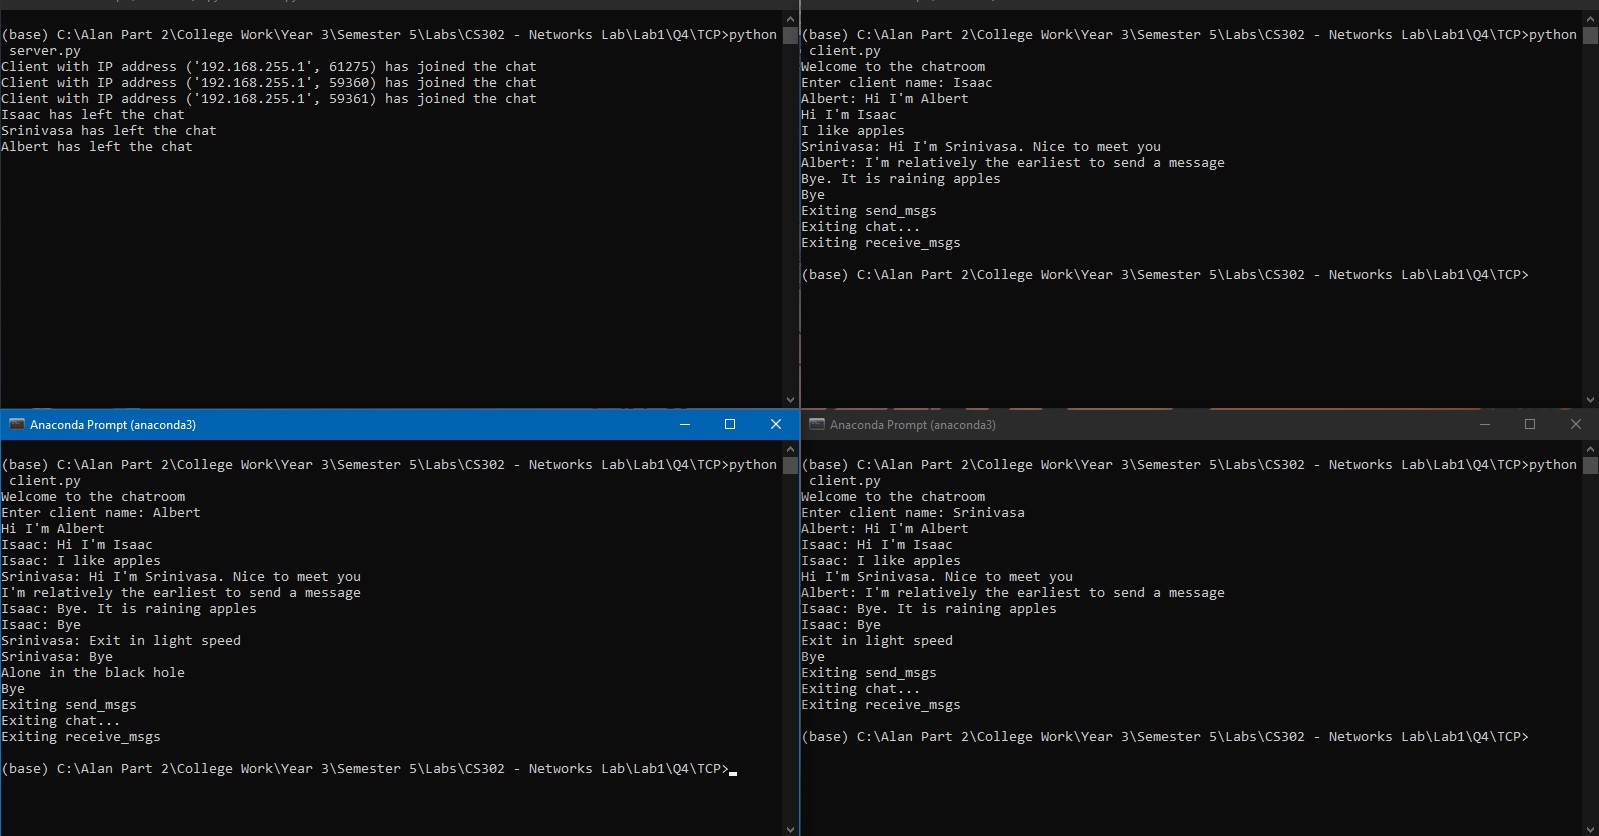 (base) C:\Alan Part 2\College Work\Year 3\Semester 5\Labs\CS302 - Networks Lab\Lab1\Q4\TCP>python
 server.py
Client with IP address ('192.168.255.1', 61275) has joined the chat
Client with IP address ('192.168.255.1', 59360) has joined the chat
Client with IP address ('192.168.255.1', 59361) has joined the chat
Isaac has left the chat
Srinivasa has left the chat
Albert has left the chat
(base) C:\Alan Part 2\College Work\Year 3\Semester 5\Labs\CS302 - Networks Lab\Lab1\Q4\TCP>python
 client.py
Welcome to the chatroom
Enter client name: Isaac
Albert: Hi I'm Albert
Hi I'm Isaac
I like apples
Srinivasa: Hi I'm Srinivasa. Nice to meet you
Albert: I'm relatively the earliest to send a message
Bye. It is raining apples
Bye
Exiting send_msgs
Exiting chat...
Exiting receive_msgs
(base) C:\Alan Part 2\College Work\Year 3\Semester 5\Labs\CS302 - Networks Lab\Lab1\Q4\TCP>
Anaconda Prompt (anaconda3)
(base) C:\Alan Part 2\College Work\Year 3\Semester 5\Labs\CS302 - Networks Lab\Lab1\Q4\TCP>python
 client.py
Welcome to the chatroom
Enter client name: Albert
Hi I'm Albert
Isaac: Hi I'm Isaac
Isaac: I like apples
Srinivasa: Hi I'm Srinivasa. Nice to meet you
I'm relatively the earliest to send a message
Isaac: Bye. It is raining apples
Isaac: Bye
Srinivasa: Exit in light speed
Srinivasa: Bye
Alone in the black hole
Bye
Exiting send_msgs
Exiting chat...
Exiting receive_msgs
(base) C:\Alan Part 2\College Work\Year 3\Semester 5\Labs\CS302 - Networks Lab\Lab1\Q4\TCP>
Anaconda Prompt (anaconda3)
(base) C:\Alan Part 2\College Work\Year 3\Semester 5\Labs\CS302 - Networks Lab\Lab1\Q4\TCP>python
 client.py
Welcome to the chatroom
Enter client name: Srinivasa
Albert: Hi I'm Albert
Isaac: Hi I'm Isaac
Isaac: I like apples
Hi I'm Srinivasa. Nice to meet you
Albert: I'm relatively the earliest to send a message
Isaac: Bye. It is raining apples
Isaac: Bye
Exit in light speed
Bye
Exiting send_msgs
Exiting chat...
Exiting receive_msgs
(base) C:\Alan Part 2\College Work\Year 3\Semester 5\Labs\CS302 - Networks Lab\Lab1\Q4\TCP>